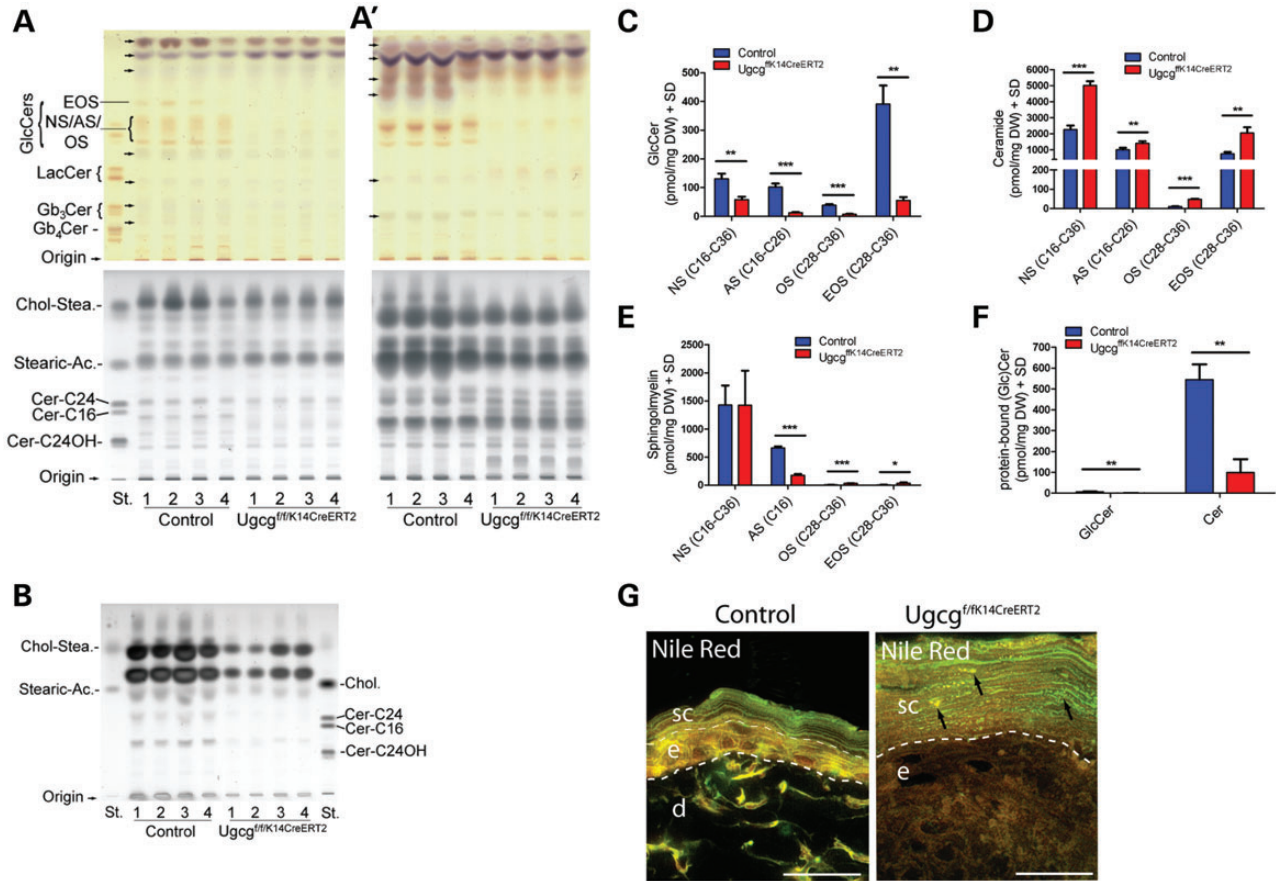 A
A'
EOS
GlcCers
NS/AS/
OS
LacCer
Gb3Cer
Gb4Cer -
Origin
Chol-Stea.-
Stearic-Ac.-
Cer-C24
Cer-C16
Cer-C24OH-
Origin
St. 1 2 3 4 1 2 3 4 1 2 3 4 1 2 3 4
Control Ugcgf/f/K14CreERT2 Control Ugcgf/f/K14CreERT2
B
Chol-Stea.-
Stearic-Ac.-
Origin
-Chol.
Cer-C24
Cer-C16
-Cer-C24OH
St. 1 2 3 4 1 2 3 4 St.
Control Ugcgf/f/K14CreERT2
C
Control
UgcgffK14CreERT2
GlcCer
(pmol/mg DW) + SD
500
400
300
200
100
0
** *** *** **
NS (C16-C36)
AS (C16-C26)
OS (C28-C36)
EOS (C28-C36)
D
Control
UgcgffK14CreERT2
Ceramide
(pmol/mg DW) + SD
6000
5000
4000
3000
2000
1000
200
100
0
*** ** *** **
NS (C16-C36)
AS (C16-C26)
OS (C28-C36)
EOS (C28-C36)
E
Control
UgcgffK14CreERT2
Sphingolmyelin
(pmol/mg DW) + SD
2500
2000
1500
1000
500
0
*** *** *
NS (C16-C36)
AS (C16)
OS (C28-C36)
EOS (C28-C36)
F
Control
UgcgffK14CreERT2
protein-bound (Glc)Cer
(pmol/mg DW) + SD
700
600
500
400
300
200
100
0
** **
GlcCer
Cer
G
Control
Ugcgf/fK14CreERT2
Nile Red
sc
e
d
Nile Red
sc
e